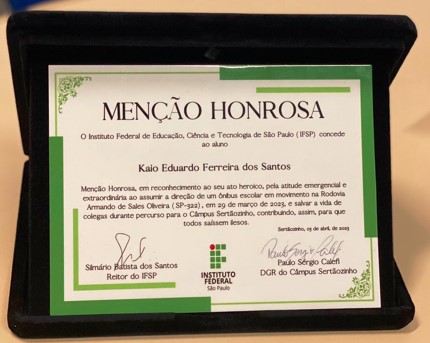 MENÇÃO HONROSA
O Instituto Federal de Educação, Ciência e Tecnologia de São Paulo (IFSP) concede
ao aluno
Kaio Eduardo Ferreira dos Santos
Menção Honrosa, em reconhecimento ao seu ato heroico, pela atitude emergencial e
extraordinária ao assumir a direção de um ônibus escolar em movimento na Rodovia
Armando de Sales Oliveira (SP-322), em 29 de março de 2023, e salvar a vida de
colegas durante percurso para o Câmpus Sertãozinho, contribuindo, assim, para que
todos saíssem ilesos.
Sertãozinho, 05 de abril, de 2023
Silmário Batista dos Santos
Reitor do IFSP
INSTITUTO
FEDERAL
São Paulo
Paulo Sérgio Calefi
Paulo Sérgio Calefi
DGR do Câmpus Sertãozinho